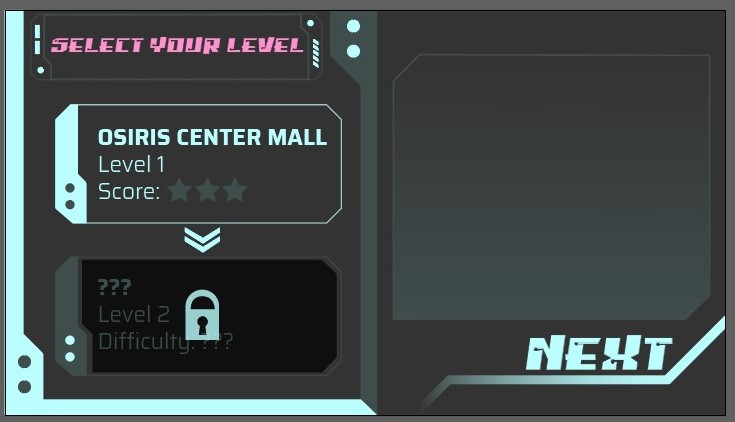 SELECT YOUR LEVEL
OSIRIS CENTER MALL
Level 1
Score:
???
Level 2
Difficulty: ???
NEXT